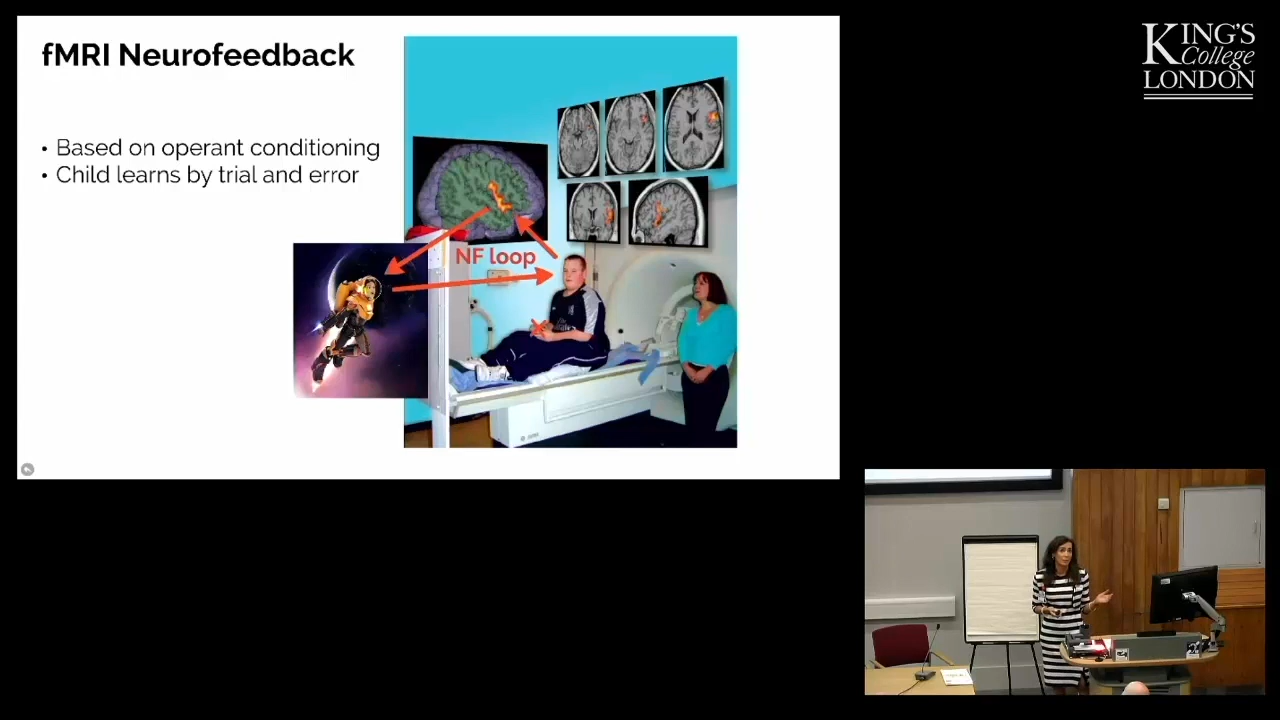 fMRI Neurofeedback
• Based on operant conditioning
• Child learns by trial and error
NF loop
KING'S
College
LONDON